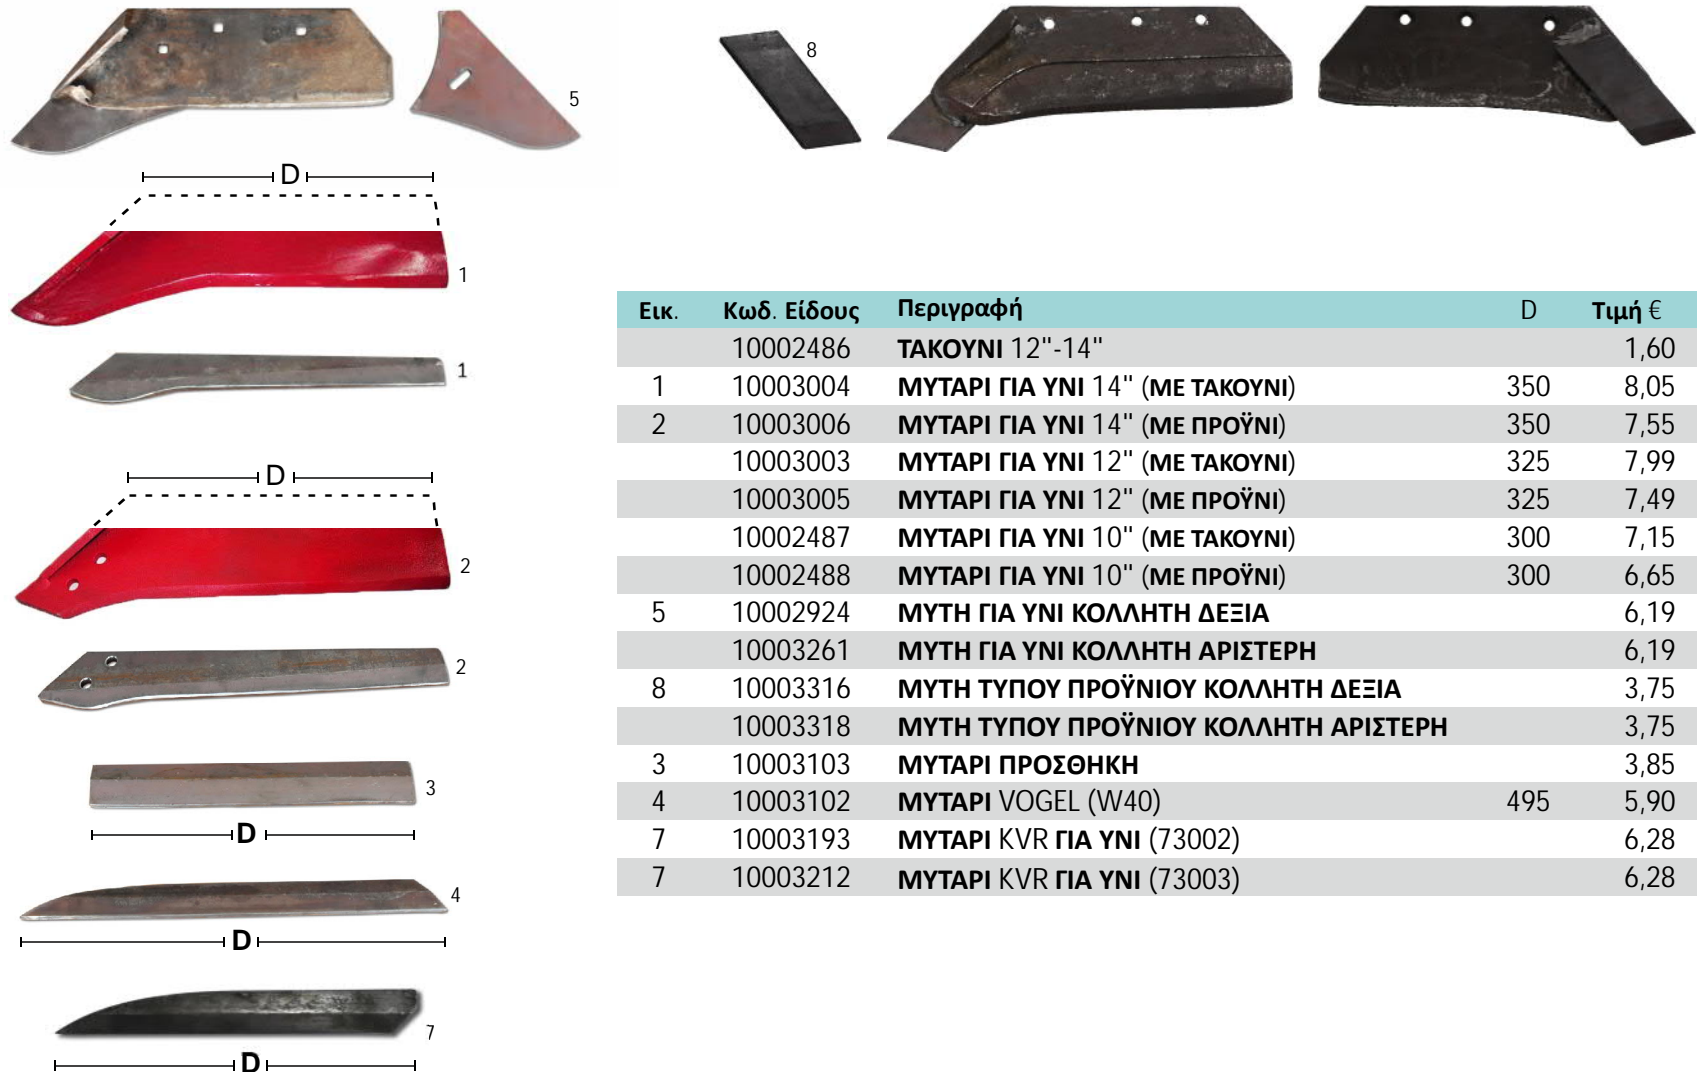 5
8
D
1
1
D
2
2
3
D
4
D
7
D
Εικ. Κωδ. Είδους Περιγραφή D Τιμή €
10002486 ΤΑΚΟΥΝΙ 12"-14" 1,60
1 10003004 ΜΥΤΑΡΙ ΓΙΑ ΥΝΙ 14" (ΜΕ ΤΑΚΟΥΝΙ) 350 8,05
2 10003006 ΜΥΤΑΡΙ ΓΙΑ ΥΝΙ 14" (ΜΕ ΠΡΟΫΝΙ) 350 7,55
10003003 ΜΥΤΑΡΙ ΓΙΑ ΥΝΙ 12" (ΜΕ ΤΑΚΟΥΝΙ) 325 7,99
10003005 ΜΥΤΑΡΙ ΓΙΑ ΥΝΙ 12" (ΜΕ ΠΡΟΫΝΙ) 325 7,49
10002487 ΜΥΤΑΡΙ ΓΙΑ ΥΝΙ 10" (ΜΕ ΤΑΚΟΥΝΙ) 300 7,15
10002488 ΜΥΤΑΡΙ ΓΙΑ ΥΝΙ 10" (ΜΕ ΠΡΟΫΝΙ) 300 6,65
5 10002924 ΜΥΤΗ ΓΙΑ ΥΝΙ ΚΟΛΛΗΤΗ ΔΕΞΙΑ 6,19
10003261 ΜΥΤΗ ΓΙΑ ΥΝΙ ΚΟΛΛΗΤΗ ΑΡΙΣΤΕΡΗ 6,19
8 10003316 ΜΥΤΗ ΤΥΠΟΥ ΠΡΟΫΝΙΟΥ ΚΟΛΛΗΤΗ ΔΕΞΙΑ 3,75
10003318 ΜΥΤΗ ΤΥΠΟΥ ΠΡΟΫΝΙΟΥ ΚΟΛΛΗΤΗ ΑΡΙΣΤΕΡΗ 3,75
3 10003103 ΜΥΤΑΡΙ ΠΡΟΣΘΗΚΗ 3,85
4 10003102 ΜΥΤΑΡΙ VOGEL (W40) 495 5,90
7 10003193 ΜΥΤΑΡΙ KVR ΓΙΑ ΥΝΙ (73002) 6,28
7 10003212 ΜΥΤΑΡΙ KVR ΓΙΑ ΥΝΙ (73003) 6,28